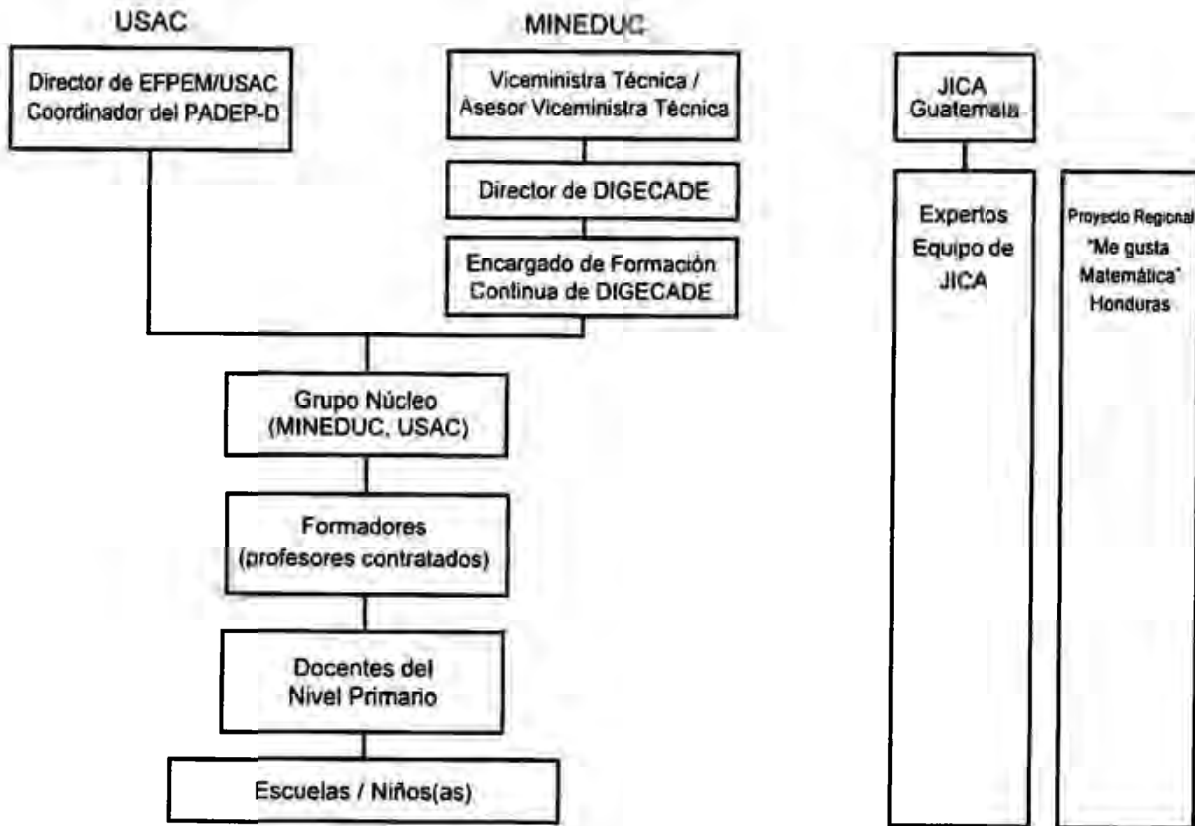 USAC
Director de EFPEM/USAC
Coordinador del PADEP-D
MINEDUC
Viceministra Técnica /
Asesor Viceministra Técnica
Director de DIGECADE
Encargado de Formación
Continua de DIGECADE
Grupo Núcleo
(MINEDUC, USAC)
Formadores
(profesores contratados)
Docentes del
Nivel Primario
Escuelas / Niños(as)
JICA
Guatemala
Expertos
Equipo de
JICA
Proyecto Regional
"Me gusta
Matemática"
Honduras